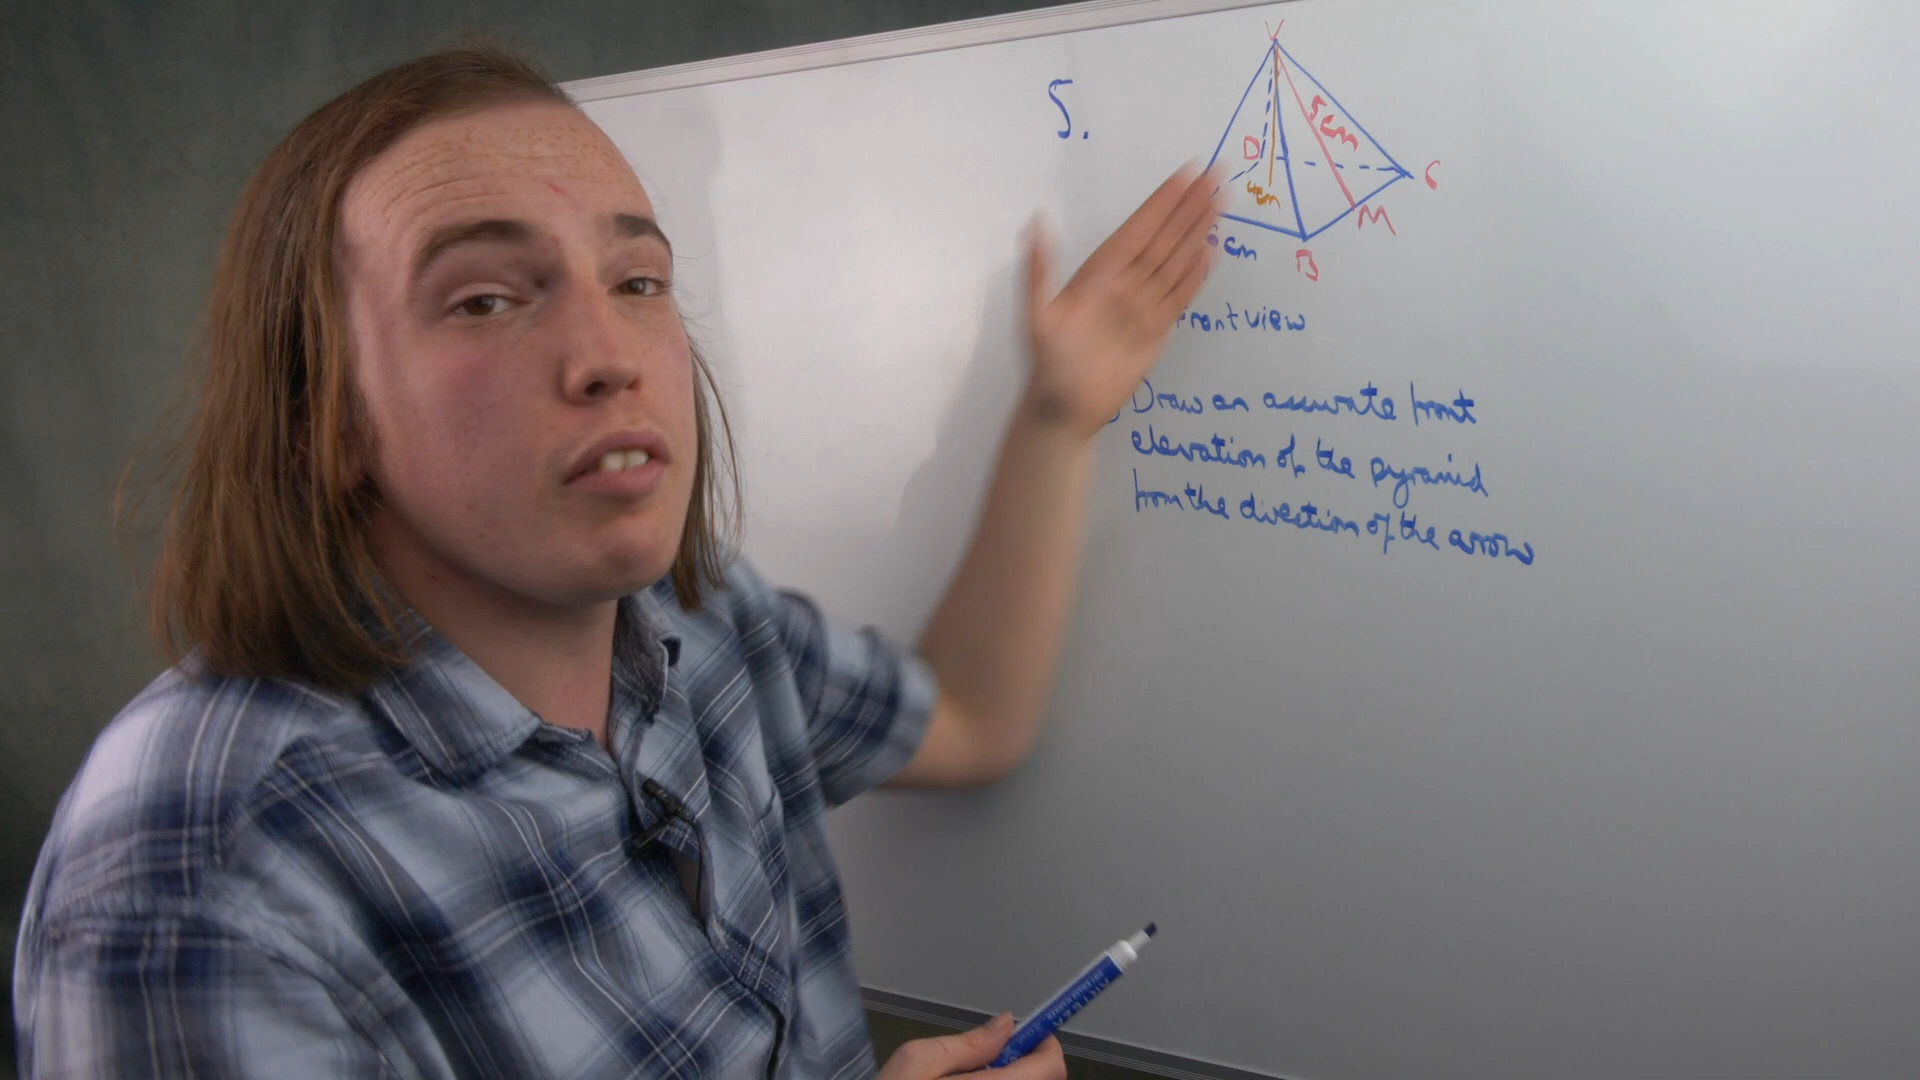 5.
V
5cm
D
C
4cm
M
6cm
B
front view
Draw an accurate front
elevation of the pyramid
from the direction of the arrow
ARTEZA